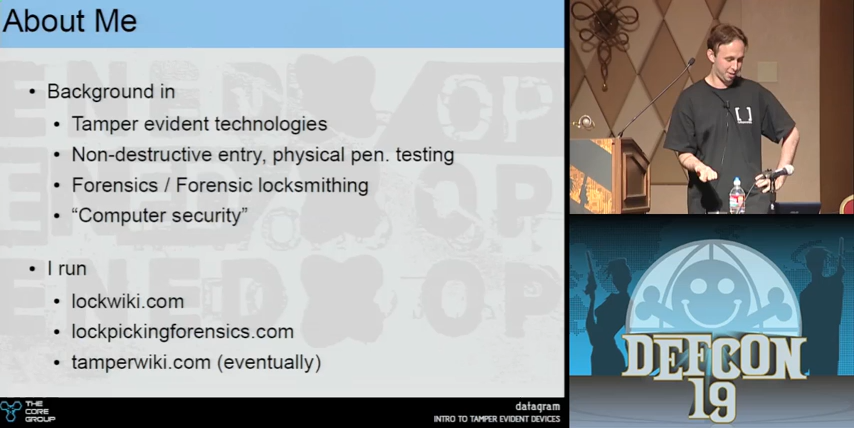 About Me
• Background in
• Tamper evident technologies
• Non-destructive entry, physical pen. testing
• Forensics / Forensic locksmithing
• “Computer security”
• I run
• lockwiki.com
• lockpickingforensics.com
• tamperwiki.com (eventually)
THE
CORE
GROUP
datagram
INTRO TO TAMPER EVIDENT DEVICES
DEFCON
19